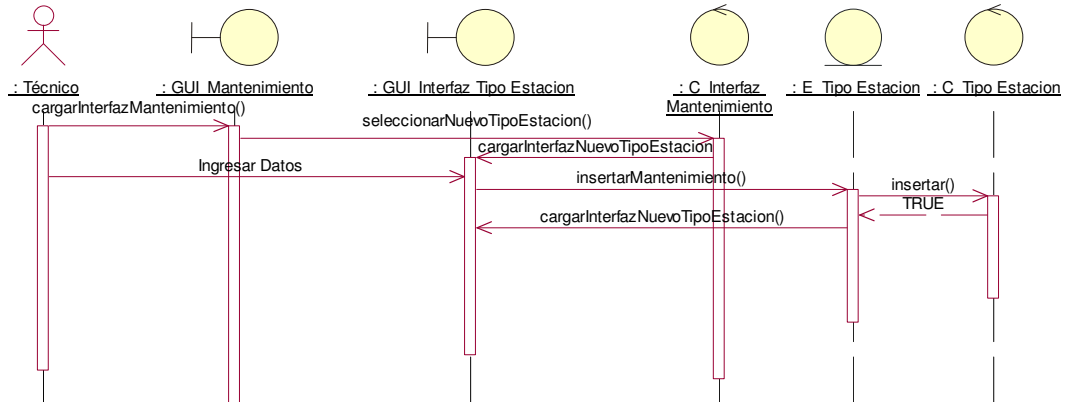 : Técnico
: GUI_Mantenimiento
: GUI_Interfaz Tipo Estacion
: C_Interfaz
Mantenimiento
: E_Tipo Estacion
: C_Tipo Estacion
cargarInterfazMantenimiento()
seleccionarNuevoTipoEstacion()
cargarInterfazNuevoTipoEstacion
Ingresar Datos
insertarMantenimiento()
insertar()
TRUE
cargarInterfazNuevoTipoEstacion()